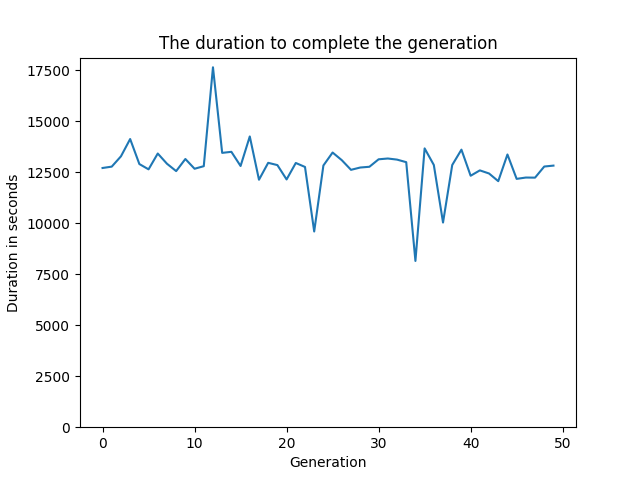 The duration to complete the generation
17500
15000
12500
10000
7500
5000
2500
0
Duration in seconds
0 10 20 30 40 50
Generation